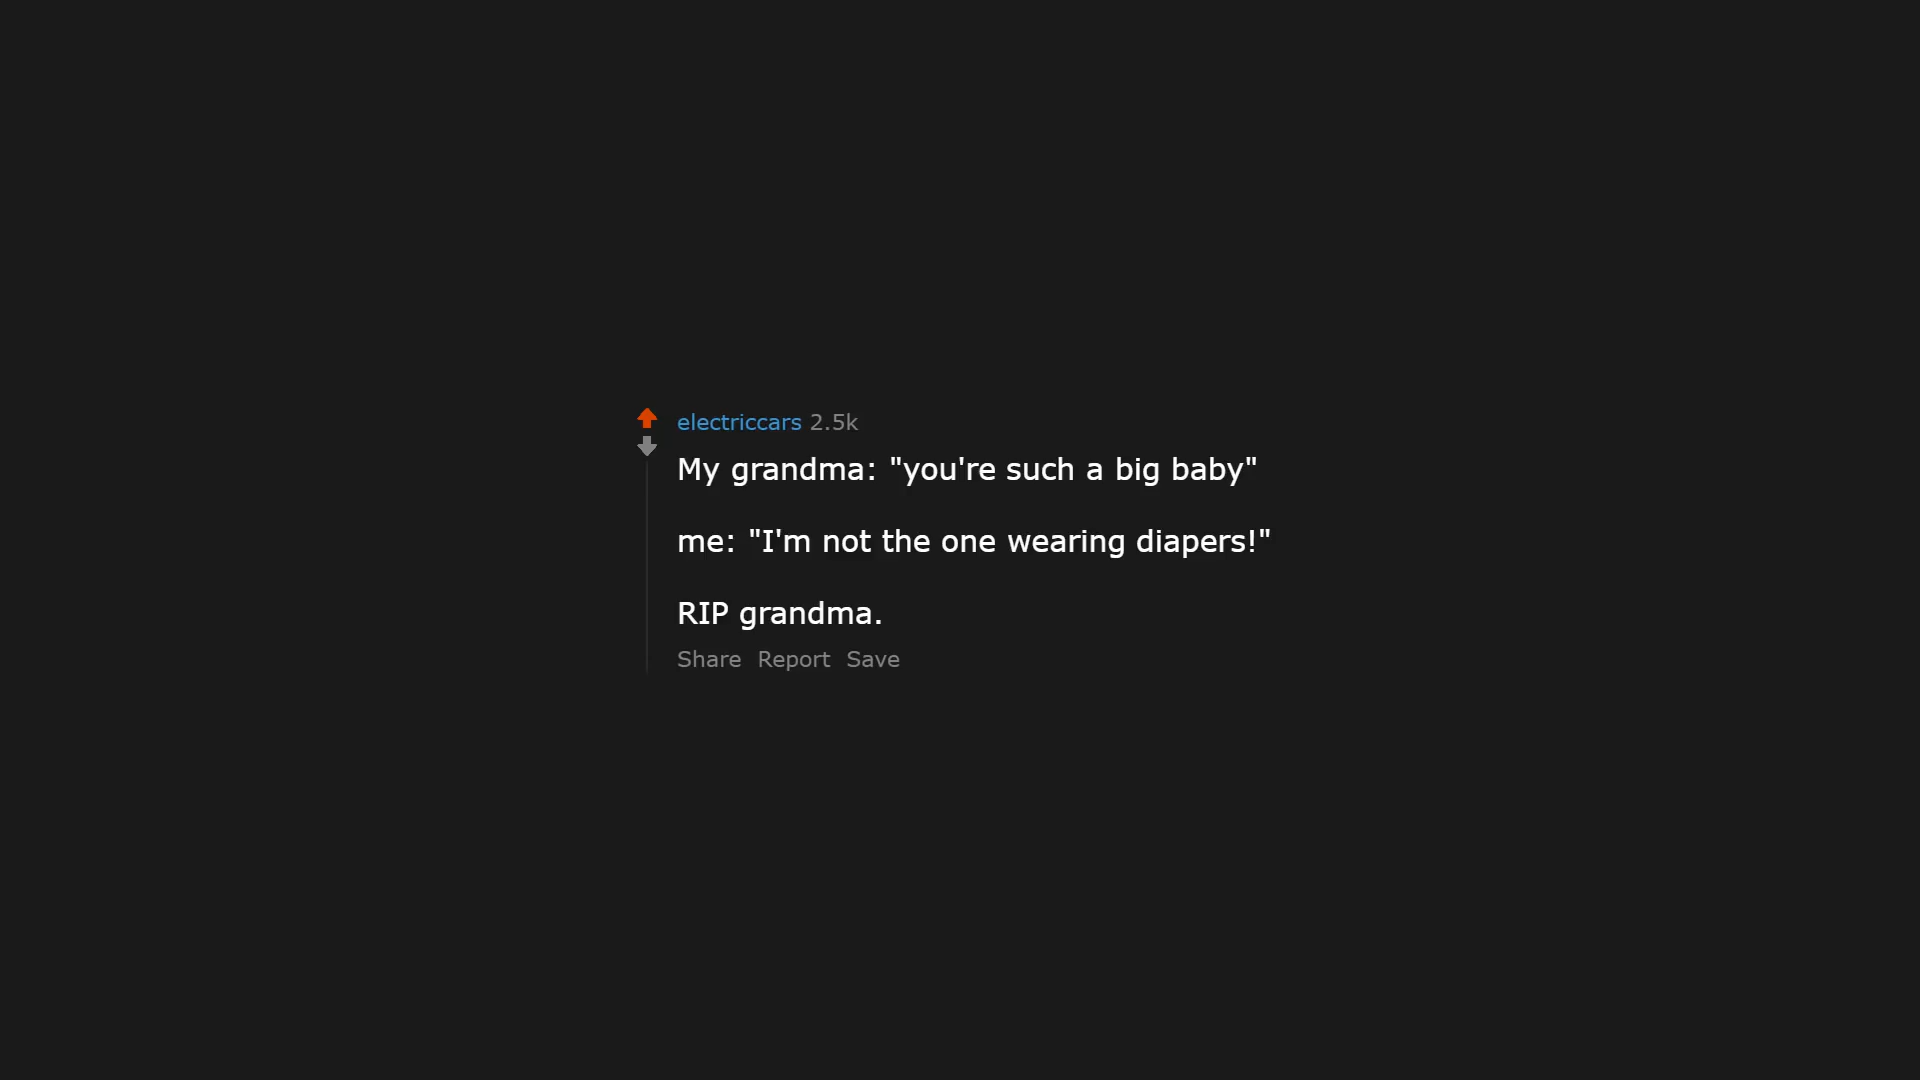 electriccars 2.5k
My grandma: "you're such a big baby"
me: "I'm not the one wearing diapers!"
RIP grandma.
Share Report Save